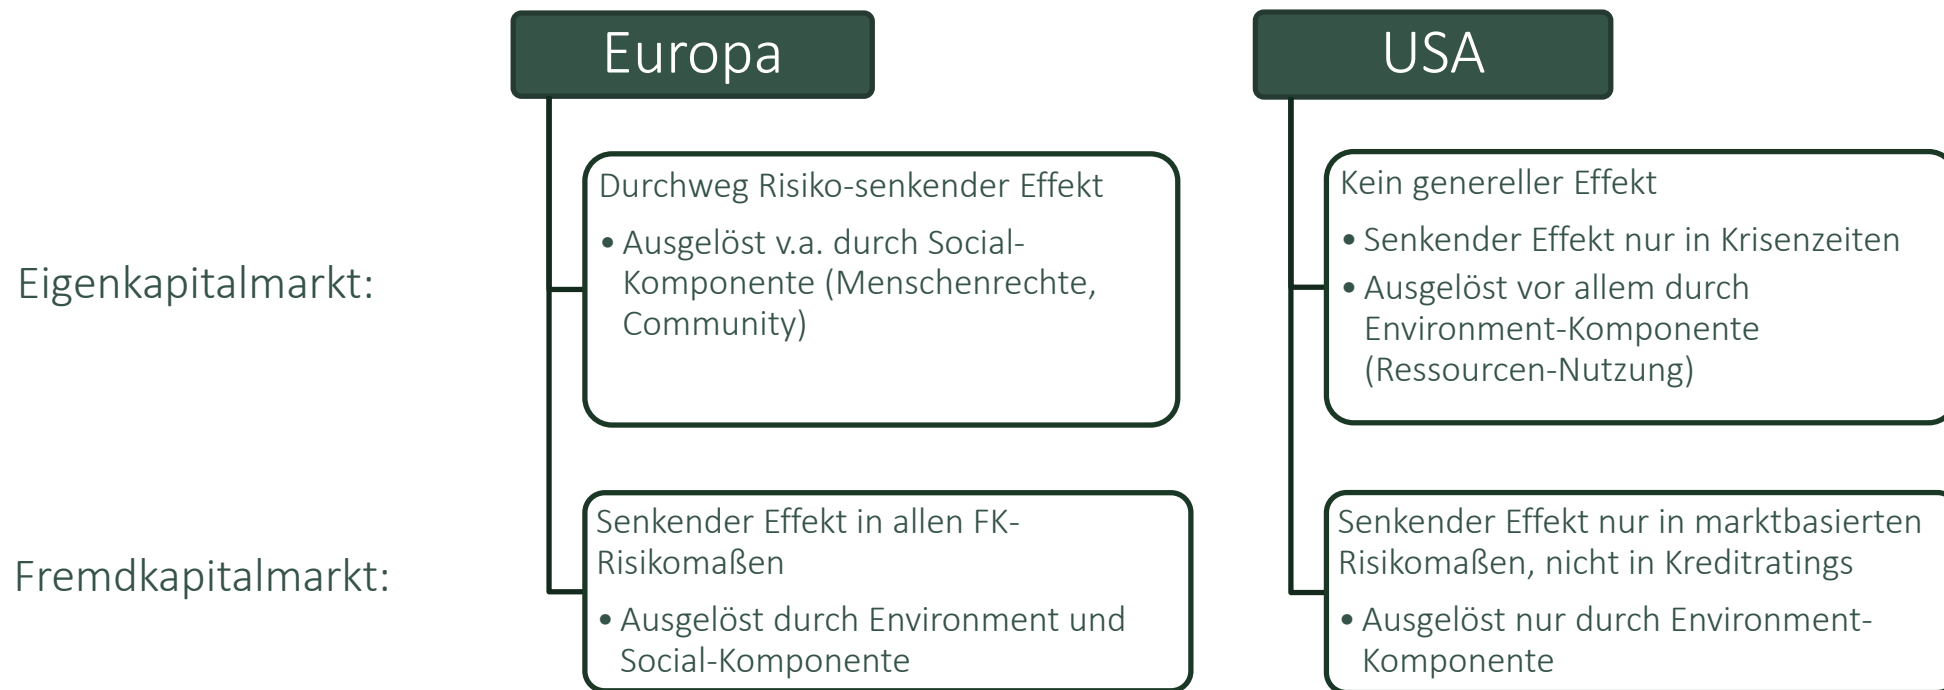 Europa
USA
Eigenkapitalmarkt:
Durchweg Risiko-senkender Effekt
• Ausgelöst v.a. durch Social-
Komponente (Menschenrechte,
Community)
Kein genereller Effekt
• Senkender Effekt nur in Krisenzeiten
• Ausgelöst vor allem durch
Environment-Komponente
(Ressourcen-Nutzung)
Fremdkapitalmarkt:
Senkender Effekt in allen FK-
Risikomaßen
• Ausgelöst durch Environment und
Social-Komponente
Senkender Effekt nur in marktbasierten
Risikomaßen, nicht in Kreditratings
• Ausgelöst nur durch Environment-
Komponente